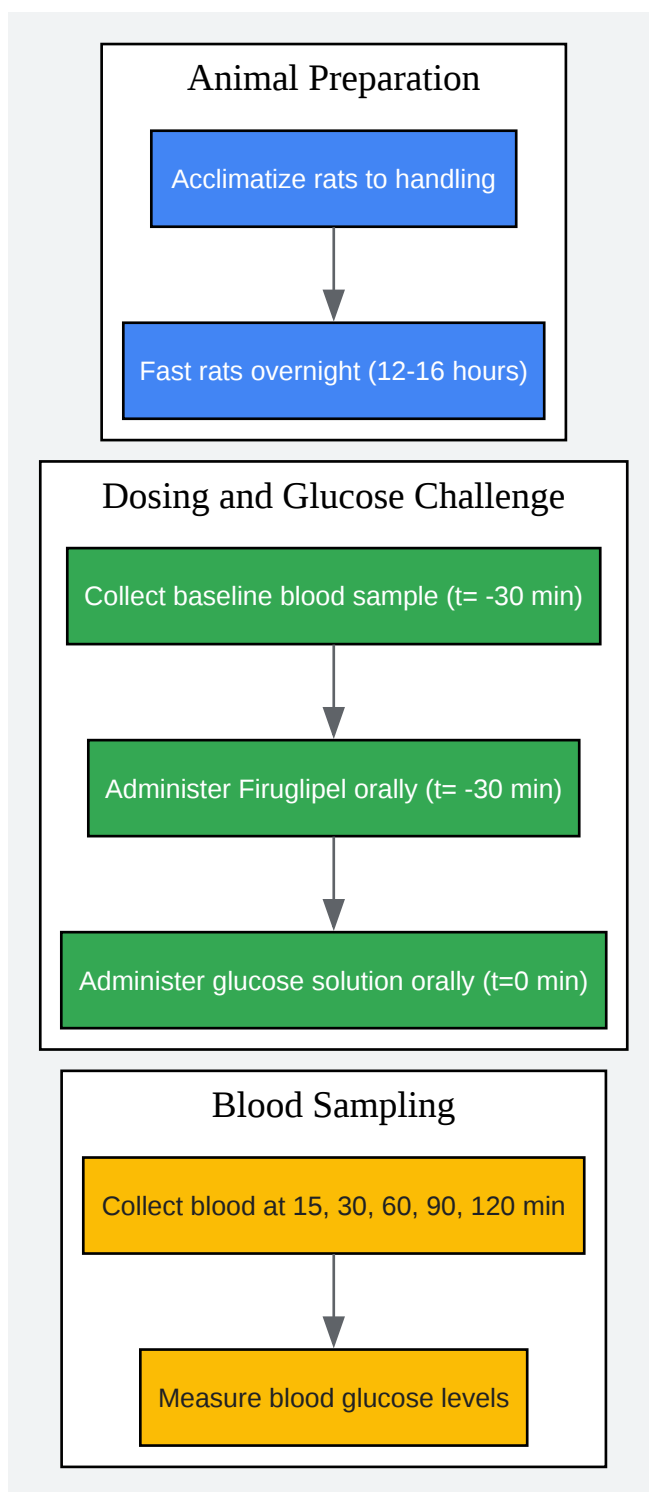 Animal Preparation
Acclimatize rats to handling
Fast rats overnight (12-16 hours)
Dosing and Glucose Challenge
Collect baseline blood sample (t= -30 min)
Administer Firuglipel orally (t= -30 min)
Administer glucose solution orally (t=0 min)
Blood Sampling
Collect blood at 15, 30, 60, 90, 120 min
Measure blood glucose levels